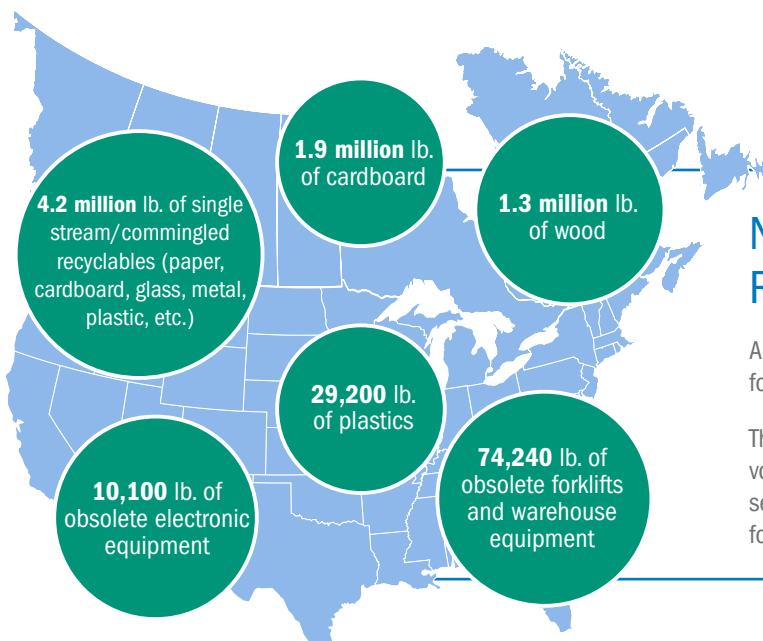 1.9 million lb.
of cardboard
4.2 million lb. of single
stream/commingled
recyclables (paper,
cardboard, glass, metal,
plastic, etc.)
1.3 million lb.
of wood
29,200 lb.
of plastics
10,100 lb. of
obsolete electronic
equipment
74,240 lb. of
obsolete forklifts
and warehouse
equipment